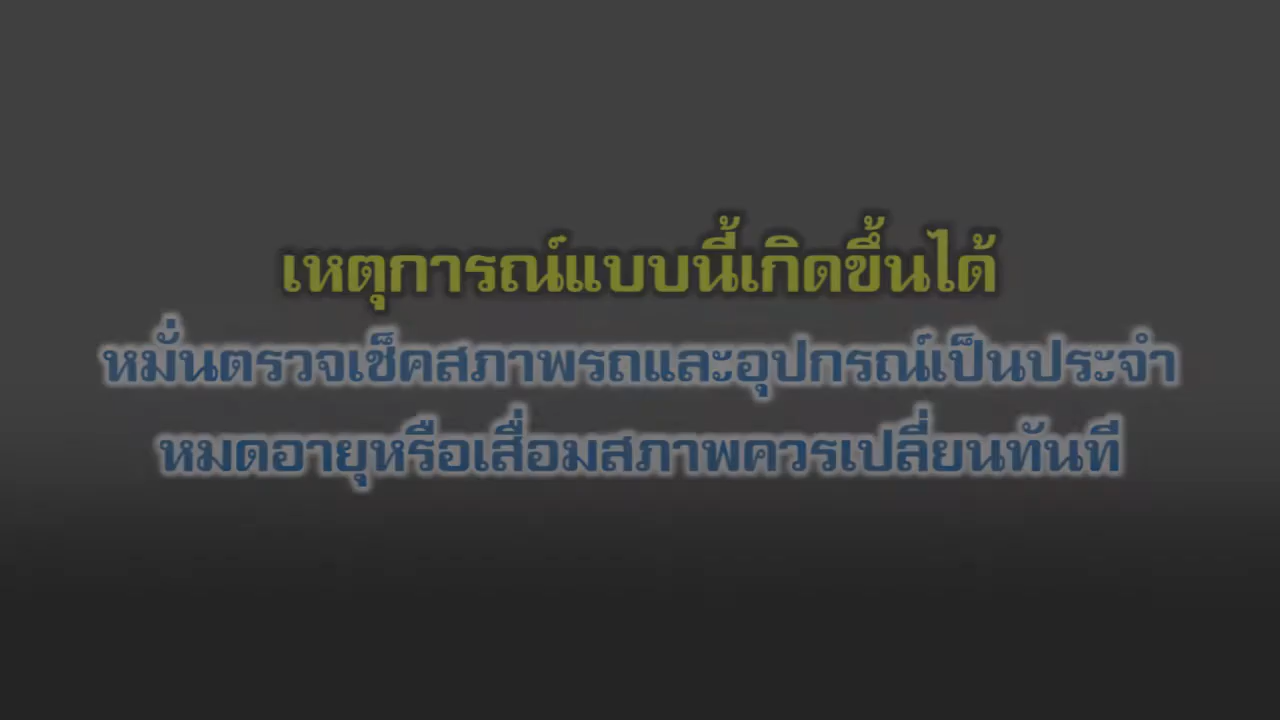 เหตุการณ์แบบนี้เกิดขึ้นได้
หมั่นตรวจเช็คสภาพรถและอุปกรณ์เป็นประจำ
หมดอายุหรือเสื่อมสภาพควรเปลี่ยนทันที